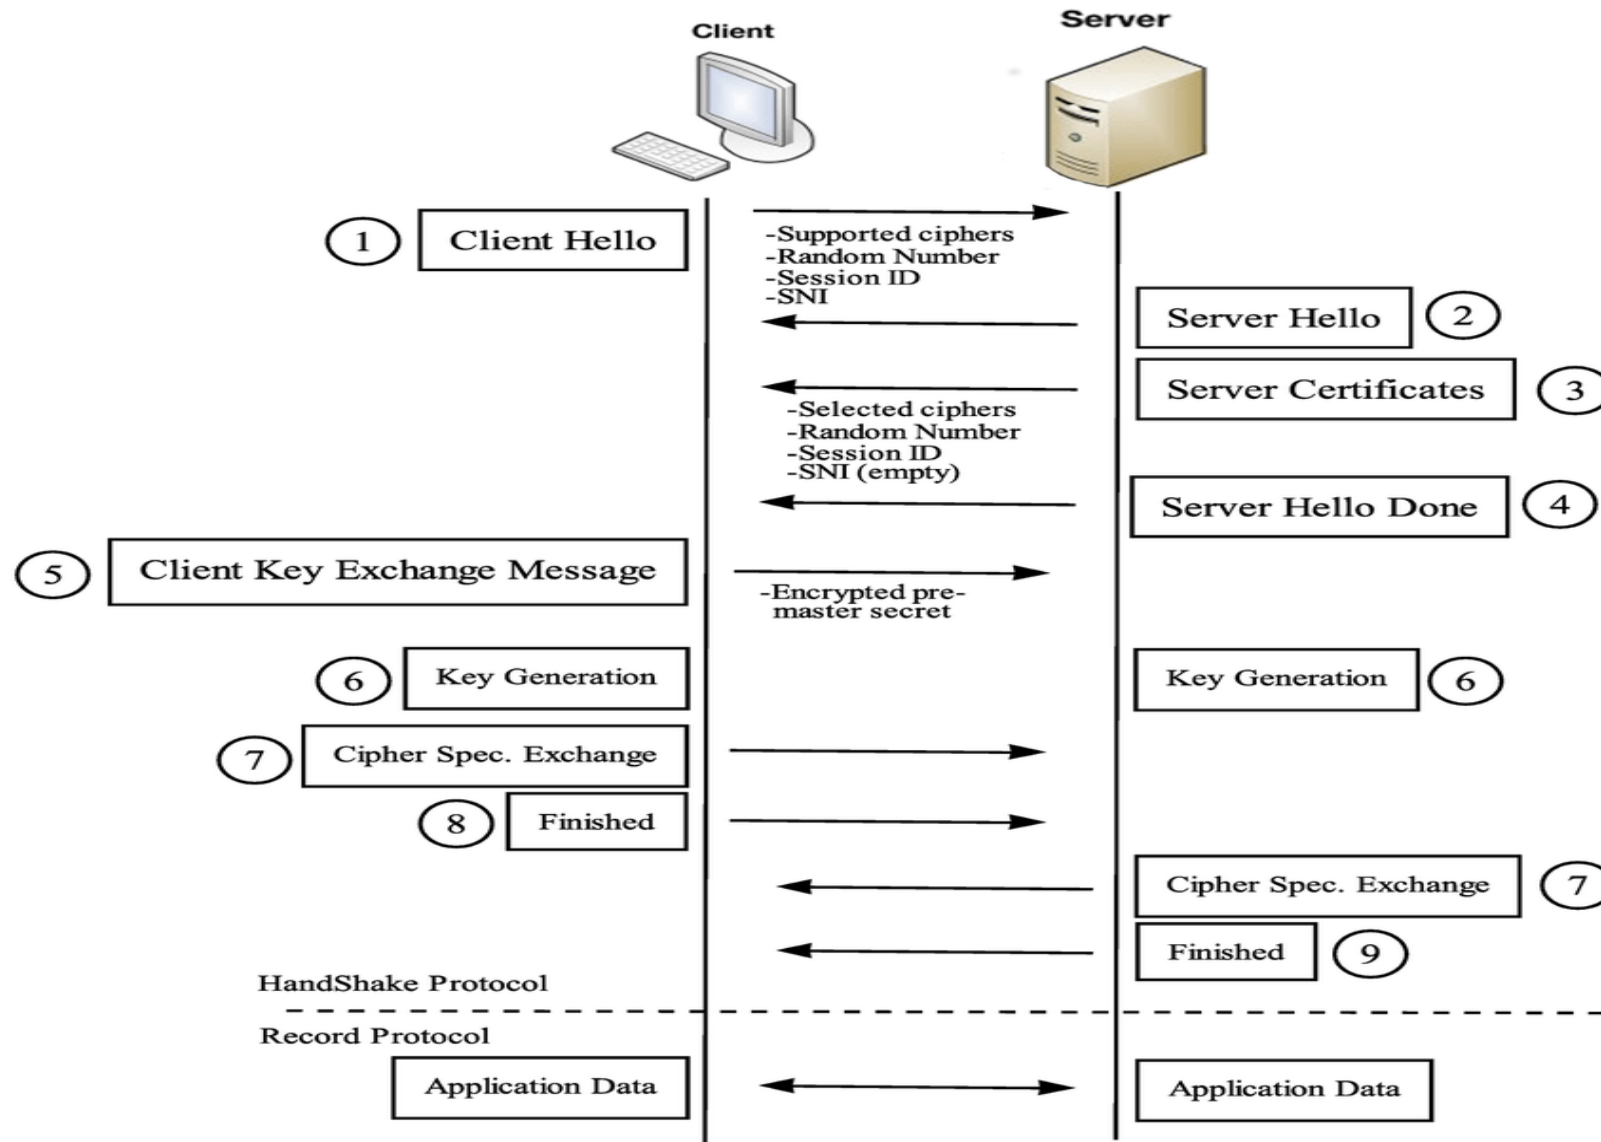 Client
Server
1
Client Hello
-Supported ciphers
-Random Number
-Session ID
-SNI
Server Hello
2
Server Certificates
3
-Selected ciphers
-Random Number
-Session ID
-SNI (empty)
Server Hello Done
4
5
Client Key Exchange Message
-Encrypted pre-
master secret
6
Key Generation
Key Generation
6
7
Cipher Spec. Exchange
8
Finished
Cipher Spec. Exchange
7
Finished
9
HandShake Protocol
Record Protocol
Application Data
Application Data